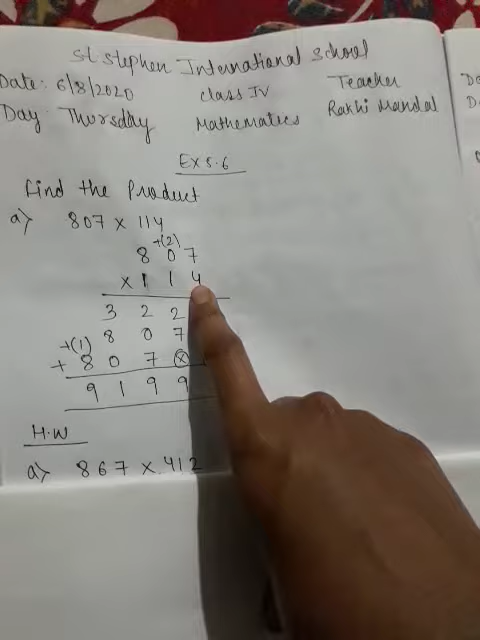 St Stephen International School
Date: 6/8/2020 Class IV Teacher
Day: Thursday Mathematics Rakhi Mandal
Ex 5.6
Find the Product
a) 807 × 114
+(2)
8 0 7
× 1 1 4
3 2 2
+(1) 8 0 7
+ 8 0 7 ×
9 1 9 9
H.W
a) 867 × 412